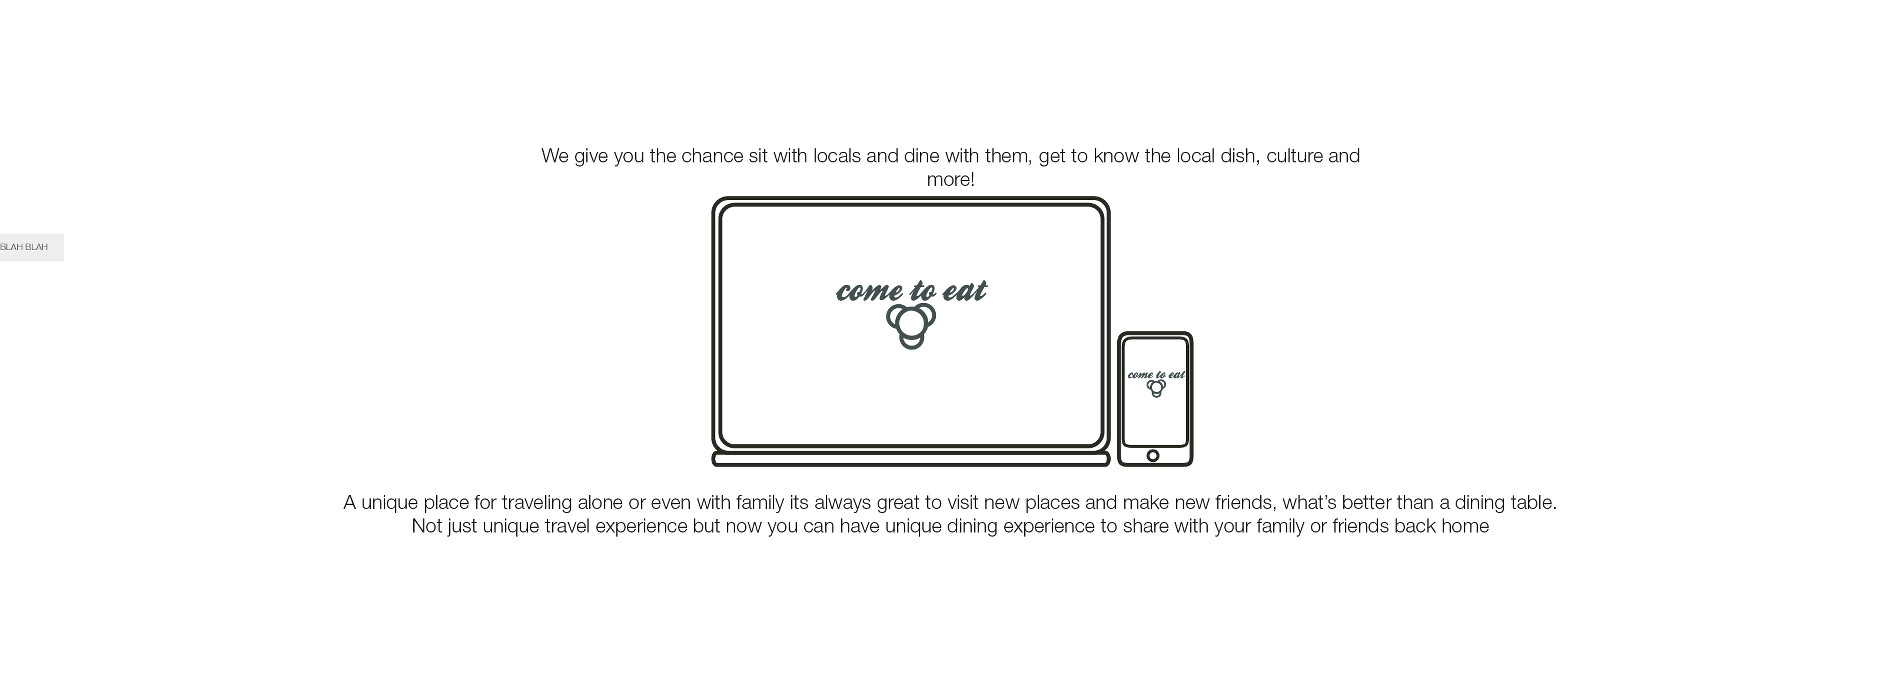 We give you the chance sit with locals and dine with them, get to know the local dish, culture and
more!
BLAH BLAH
come to eat
come to eat
A unique place for traveling alone or even with family its always great to visit new places and make new friends, what's better than a dining table.
Not just unique travel experience but now you can have unique dining experience to share with your family or friends back home